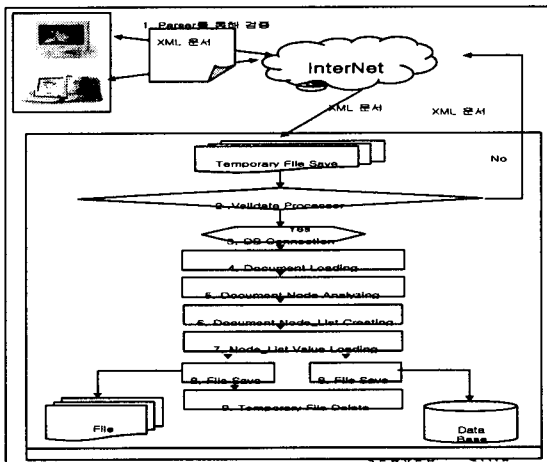 1. Parser를 통해 검증
XML 문서
InterNet
XML 문서
XML 문서
Temporary File Save
No
2. Validate Processer
Yes
3. DB Connection
4. Document Loading
5. Document Node Analyzing
6. Document Node_List Creating
7. Node_List Value Loading
8. File Save
8. File Save
9. Temporary File Delete
File
Data
Base